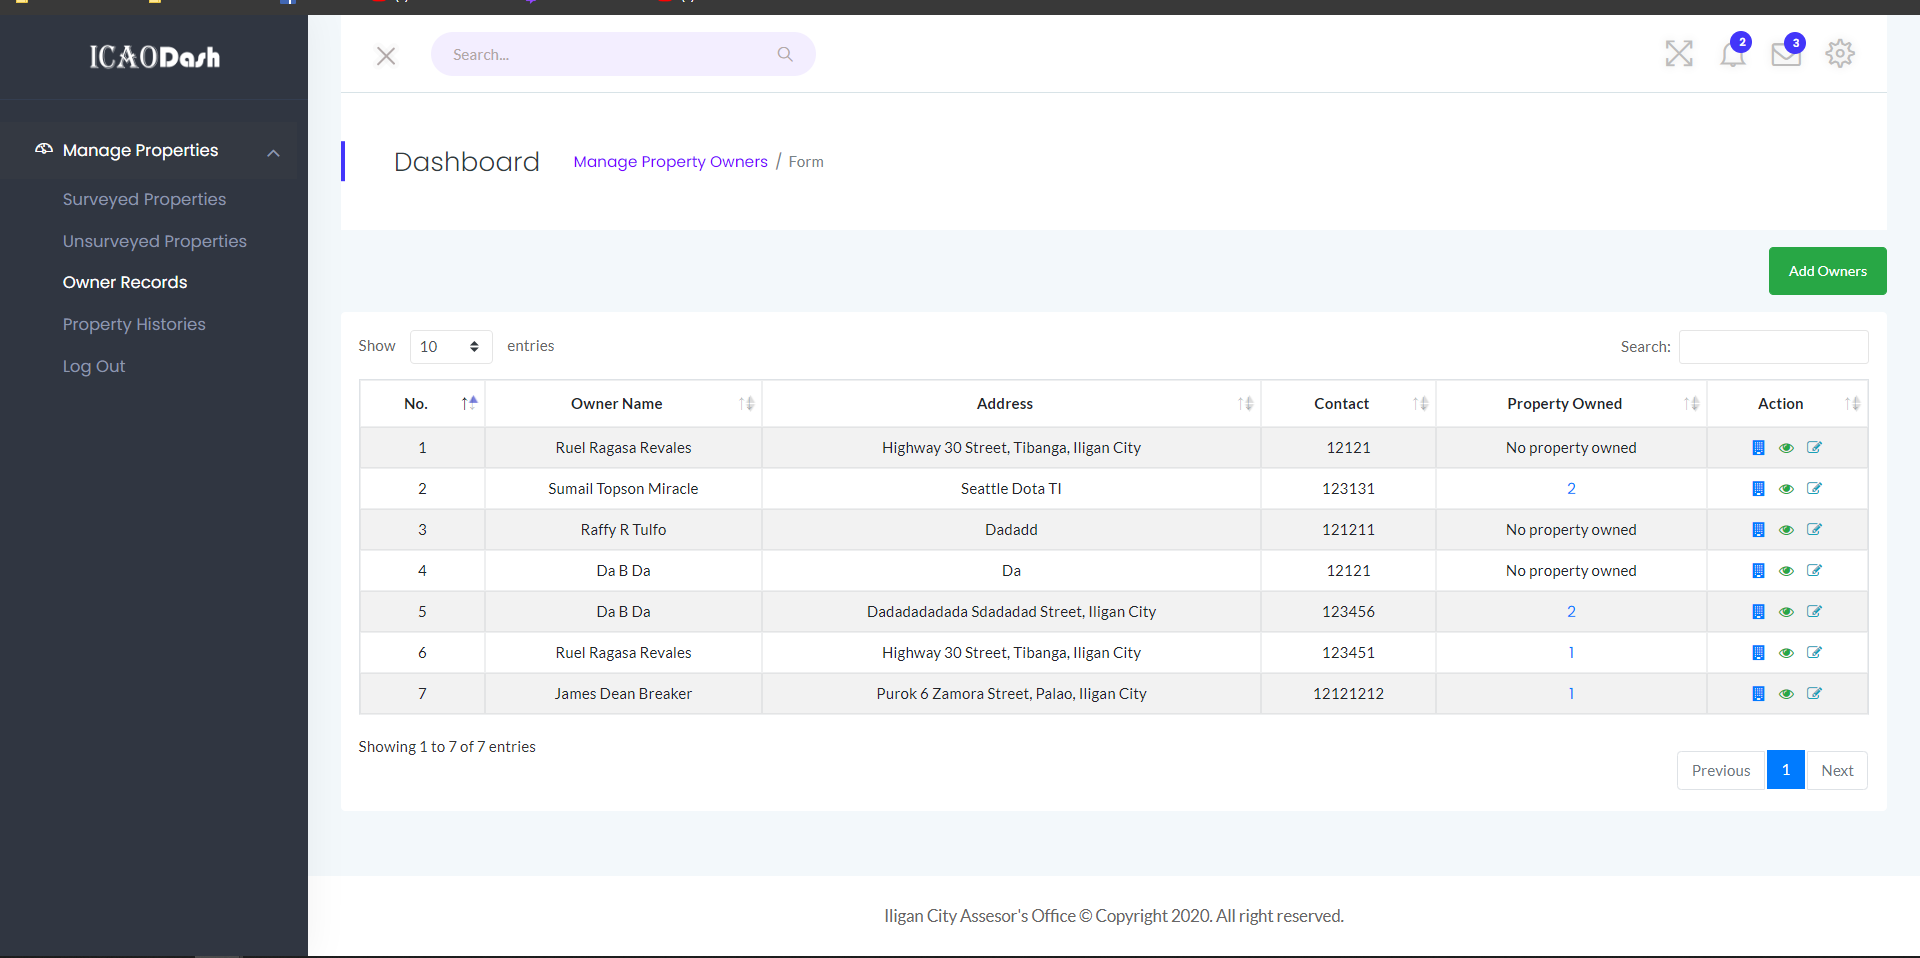 ICAODash
Search...
2
3
Manage Properties
Surveyed Properties
Unsurveyed Properties
Owner Records
Property Histories
Log Out
Dashboard Manage Property Owners / Form
Add Owners
Show 10 entries Search:
No. Owner Name Address Contact Property Owned Action
1 Ruel Ragasa Revales Highway 30 Street, Tibanga, Iligan City 12121 No property owned
2 Sumail Topson Miracle Seattle Dota TI 123131 2
3 Raffy R Tulfo Dadadd 121211 No property owned
4 Da B Da Da 12121 No property owned
5 Da B Da Dadadadadada Sdadadad Street, Iligan City 123456 2
6 Ruel Ragasa Revales Highway 30 Street, Tibanga, Iligan City 123451 1
7 James Dean Breaker Purok 6 Zamora Street, Palao, Iligan City 12121212 1
Showing 1 to 7 of 7 entries
Previous 1 Next
Iligan City Assesor's Office © Copyright 2020. All right reserved.